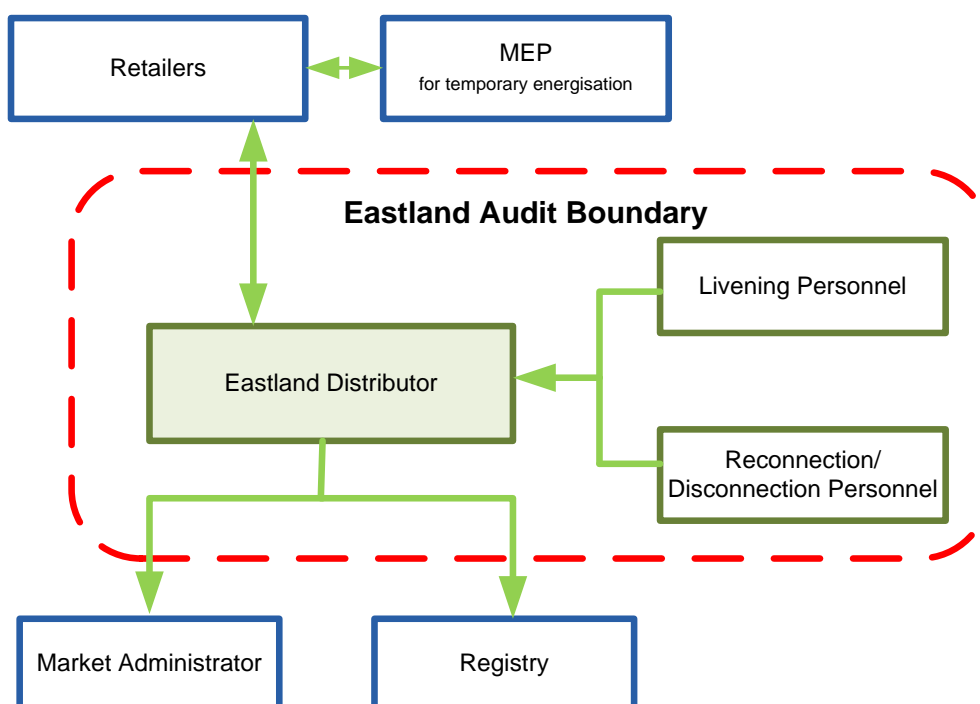 Retailers
MEP
for temporary energisation
Eastland Audit Boundary
Livening Personnel
Eastland Distributor
Reconnection/
Disconnection Personnel
Market Administrator
Registry